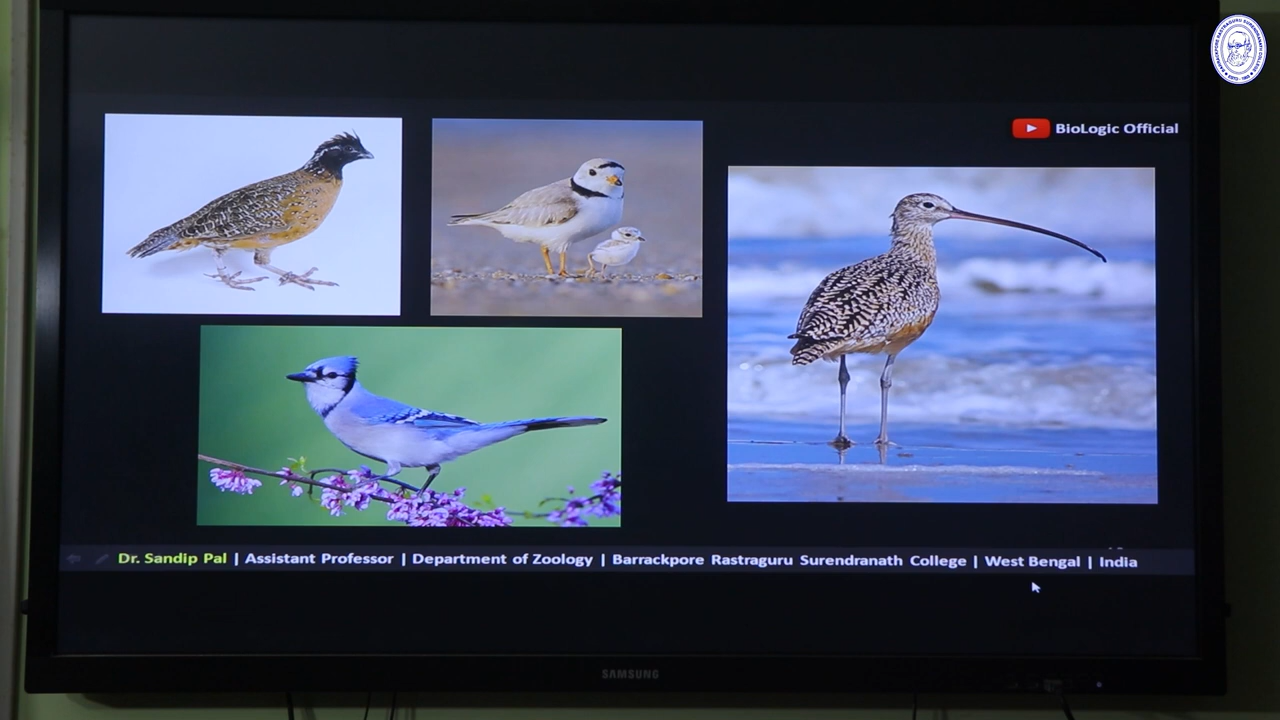 BioLogic Official
Dr. Sandip Pal | Assistant Professor | Department of Zoology | Barrackpore Rastraguru Surendranath College | West Bengal | India
SAMSUNG